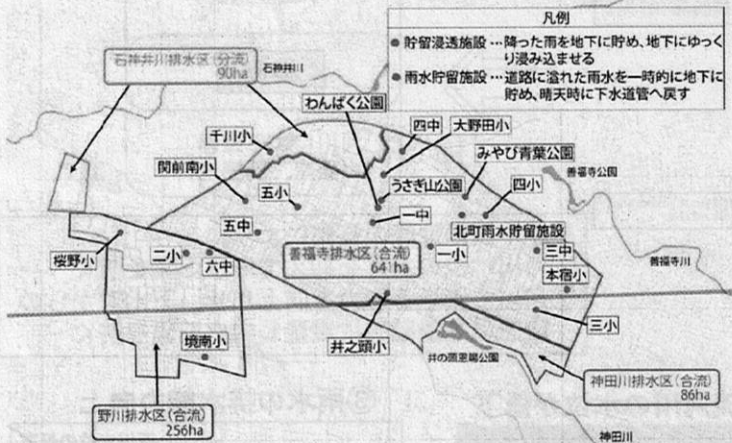 凡例
●貯留浸透施設…降った雨を地下に貯め、地下にゆっく
り浸み込ませる
●雨水貯留施設…道路に溢れた雨水を一時的に地下に
貯め、晴天時に下水道管へ戻す
石神井川排水区(分流)
90ha
石神井川
わんぱく公園
千川小
四中
大野田小
関前南小
みやび青葉公園
善福寺公園
五小
うさぎ山公園
四小
五中
一中
北町雨水貯留施設
桜野小
二小
六中
善福寺排水区(合流)
641ha
一小
三中
善福寺川
本宿小
三小
境南小
井之頭小
井の頭恩賜公園
神田川排水区(合流)
86ha
野川排水区(合流)
256ha
神田川